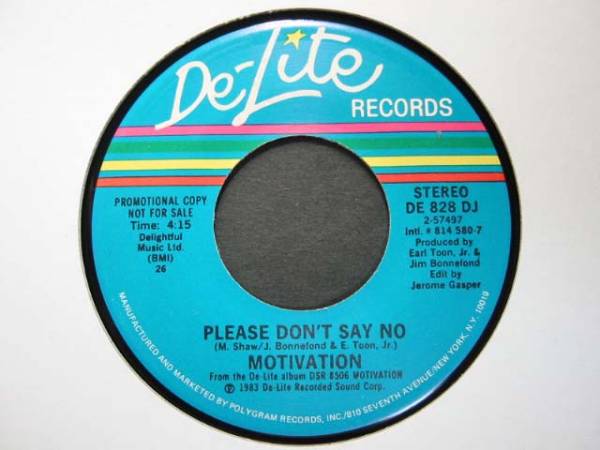 De-Lite
RECORDS
PROMOTIONAL COPY
NOT FOR SALE
Time: 4:15
Delightful
Music Ltd.
(BMI)
26
STEREO
DE 828 DJ
2-57497
Intl. # 814 580-7
Produced by
Earl Toon, Jr. &
Jim Bonnefond
Edit by
Jerome Gasper
PLEASE DON'T SAY NO
(M. Shaw/J. Bonnefond & E. Toon, Jr.)
MOTIVATION
From the De-Lite album DSR 8506 MOTIVATION
℗ 1983 De-Lite Recorded Sound Corp.
MANUFACTURED AND MARKETED BY POLYGRAM RECORDS, INC./810 SEVENTH AVENUE/NEW YORK, N.Y. 10019